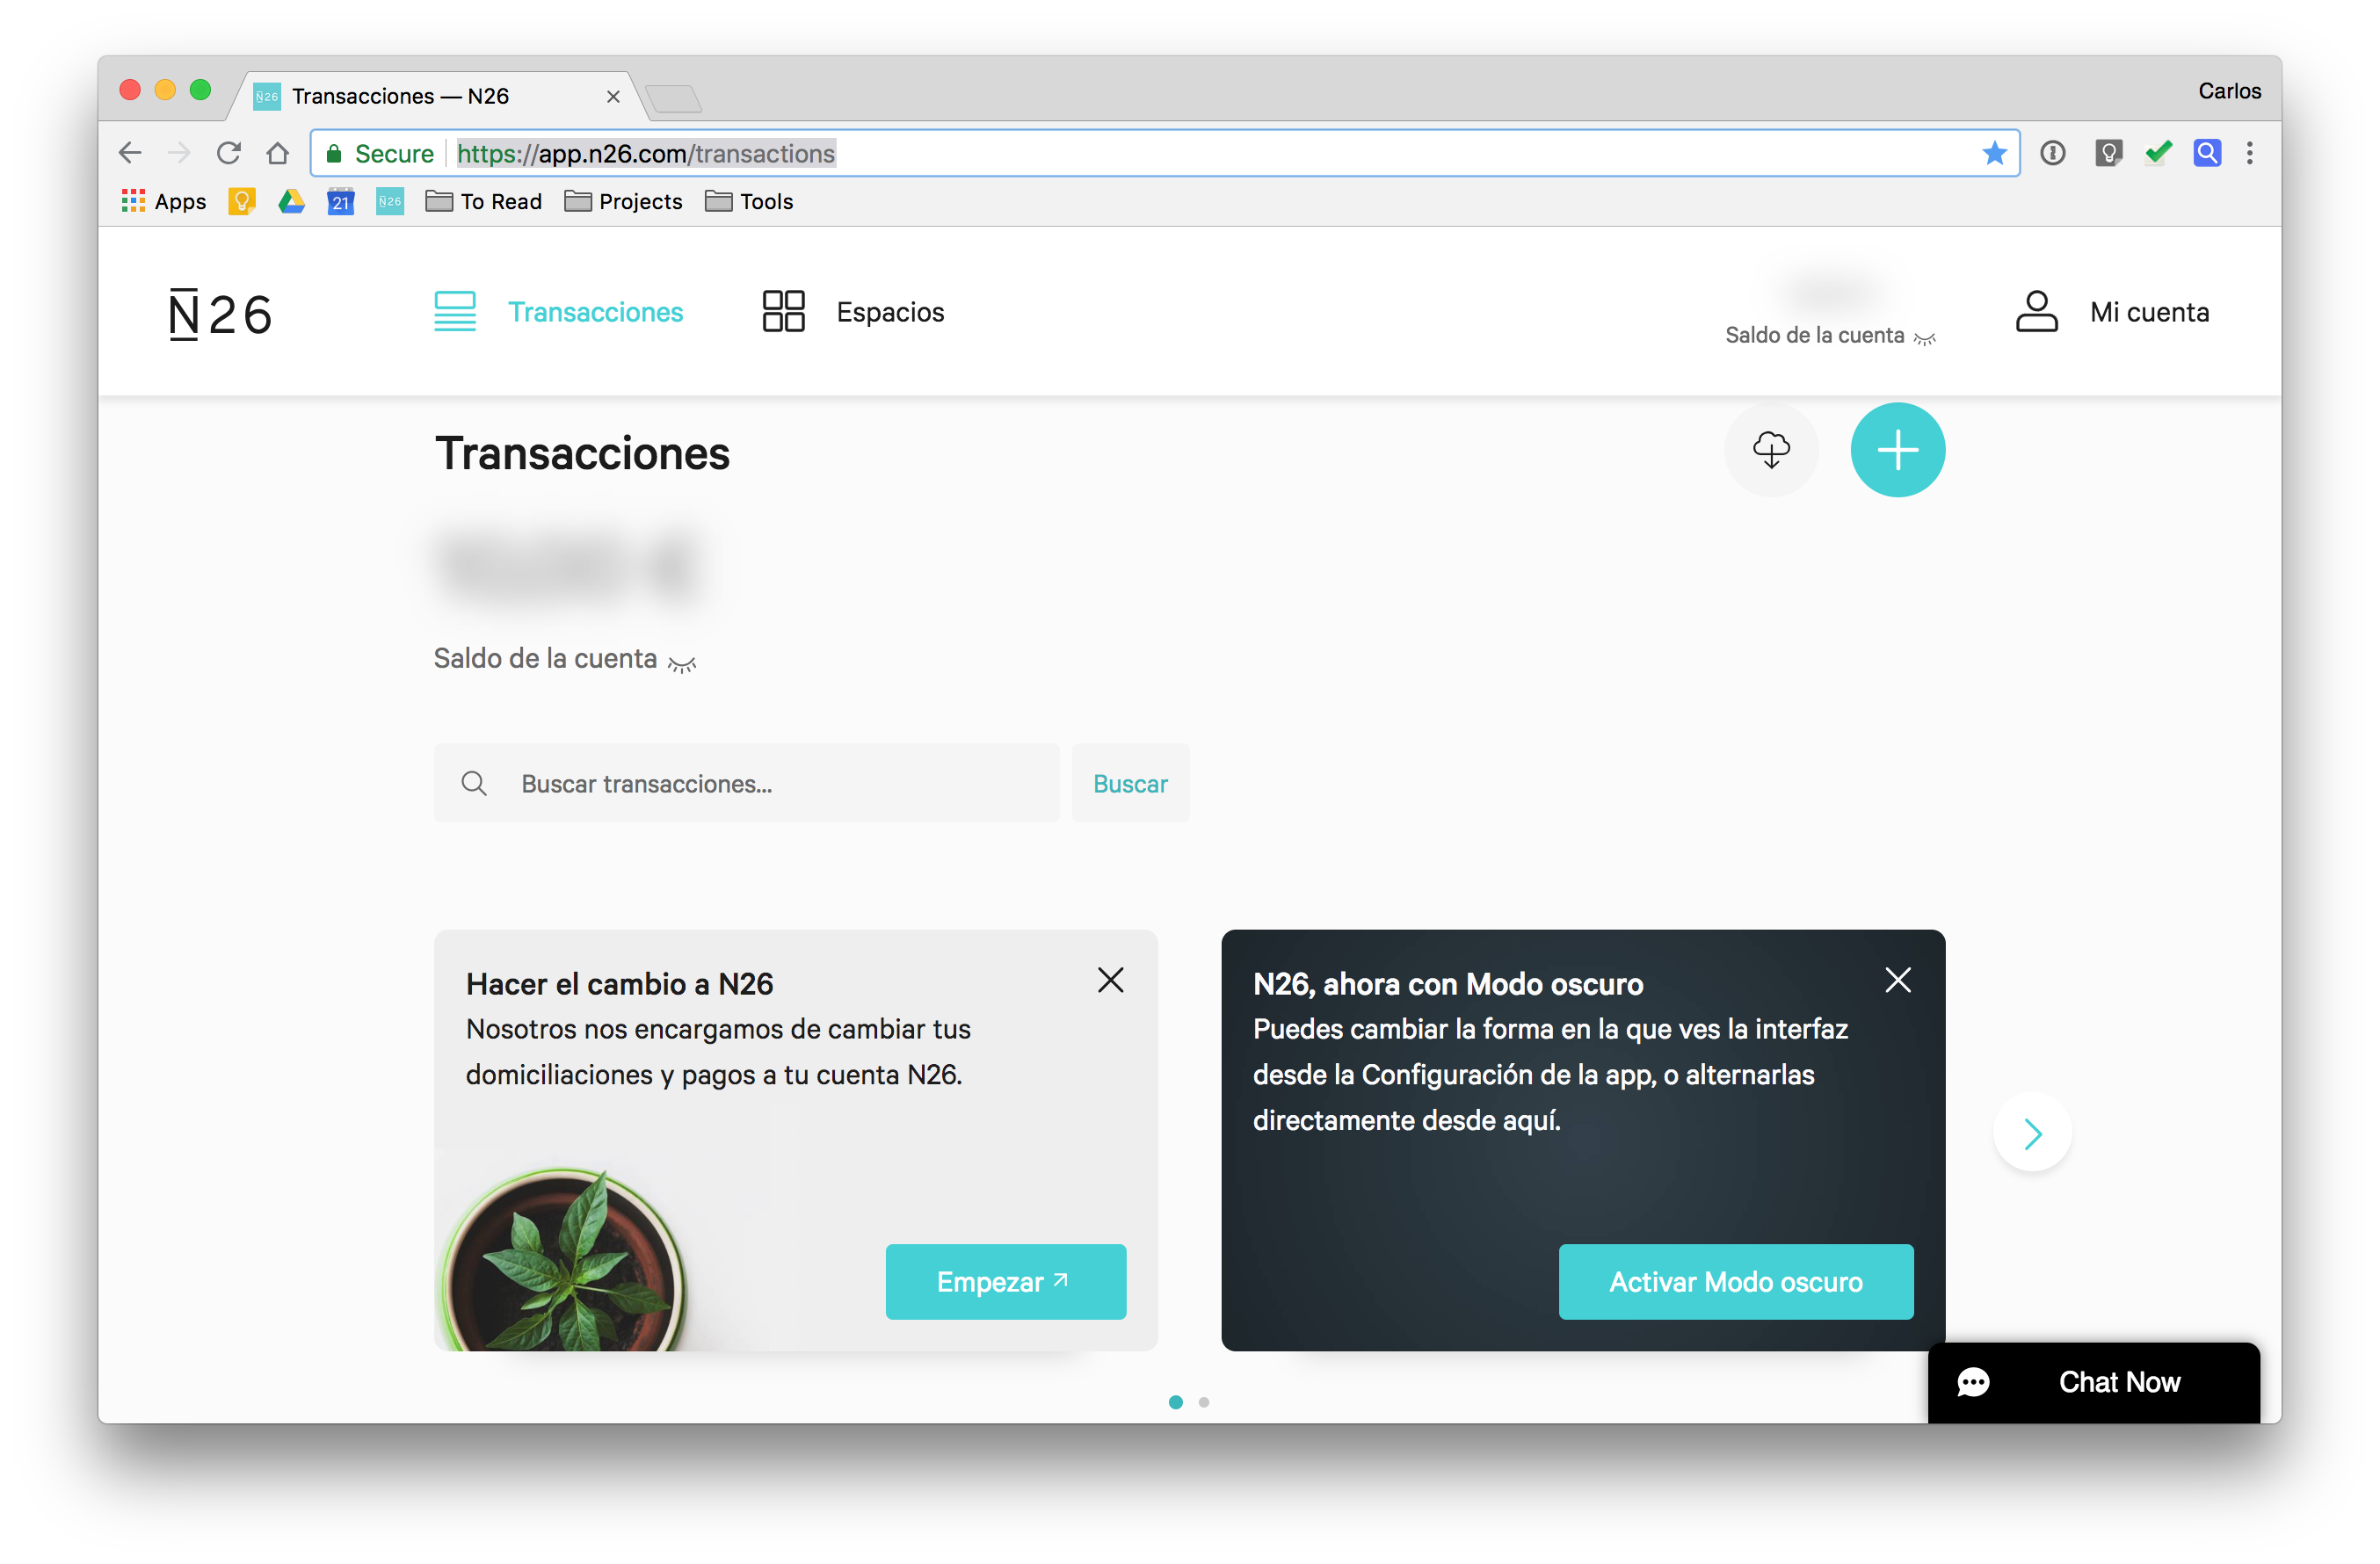 N26 Transacciones — N26
Carlos
Secure https://app.n26.com/transactions
Apps 21 N26 To Read Projects Tools
N26 Transacciones Espacios
Saldo de la cuenta
Mi cuenta
Transacciones
Saldo de la cuenta
Buscar transacciones...
Buscar
Hacer el cambio a N26
Nosotros nos encargamos de cambiar tus
domiciliaciones y pagos a tu cuenta N26.
Empezar
N26, ahora con Modo oscuro
Puedes cambiar la forma en la que ves la interfaz
desde la Configuración de la app, o alternarlas
directamente desde aquí.
Activar Modo oscuro
Chat Now